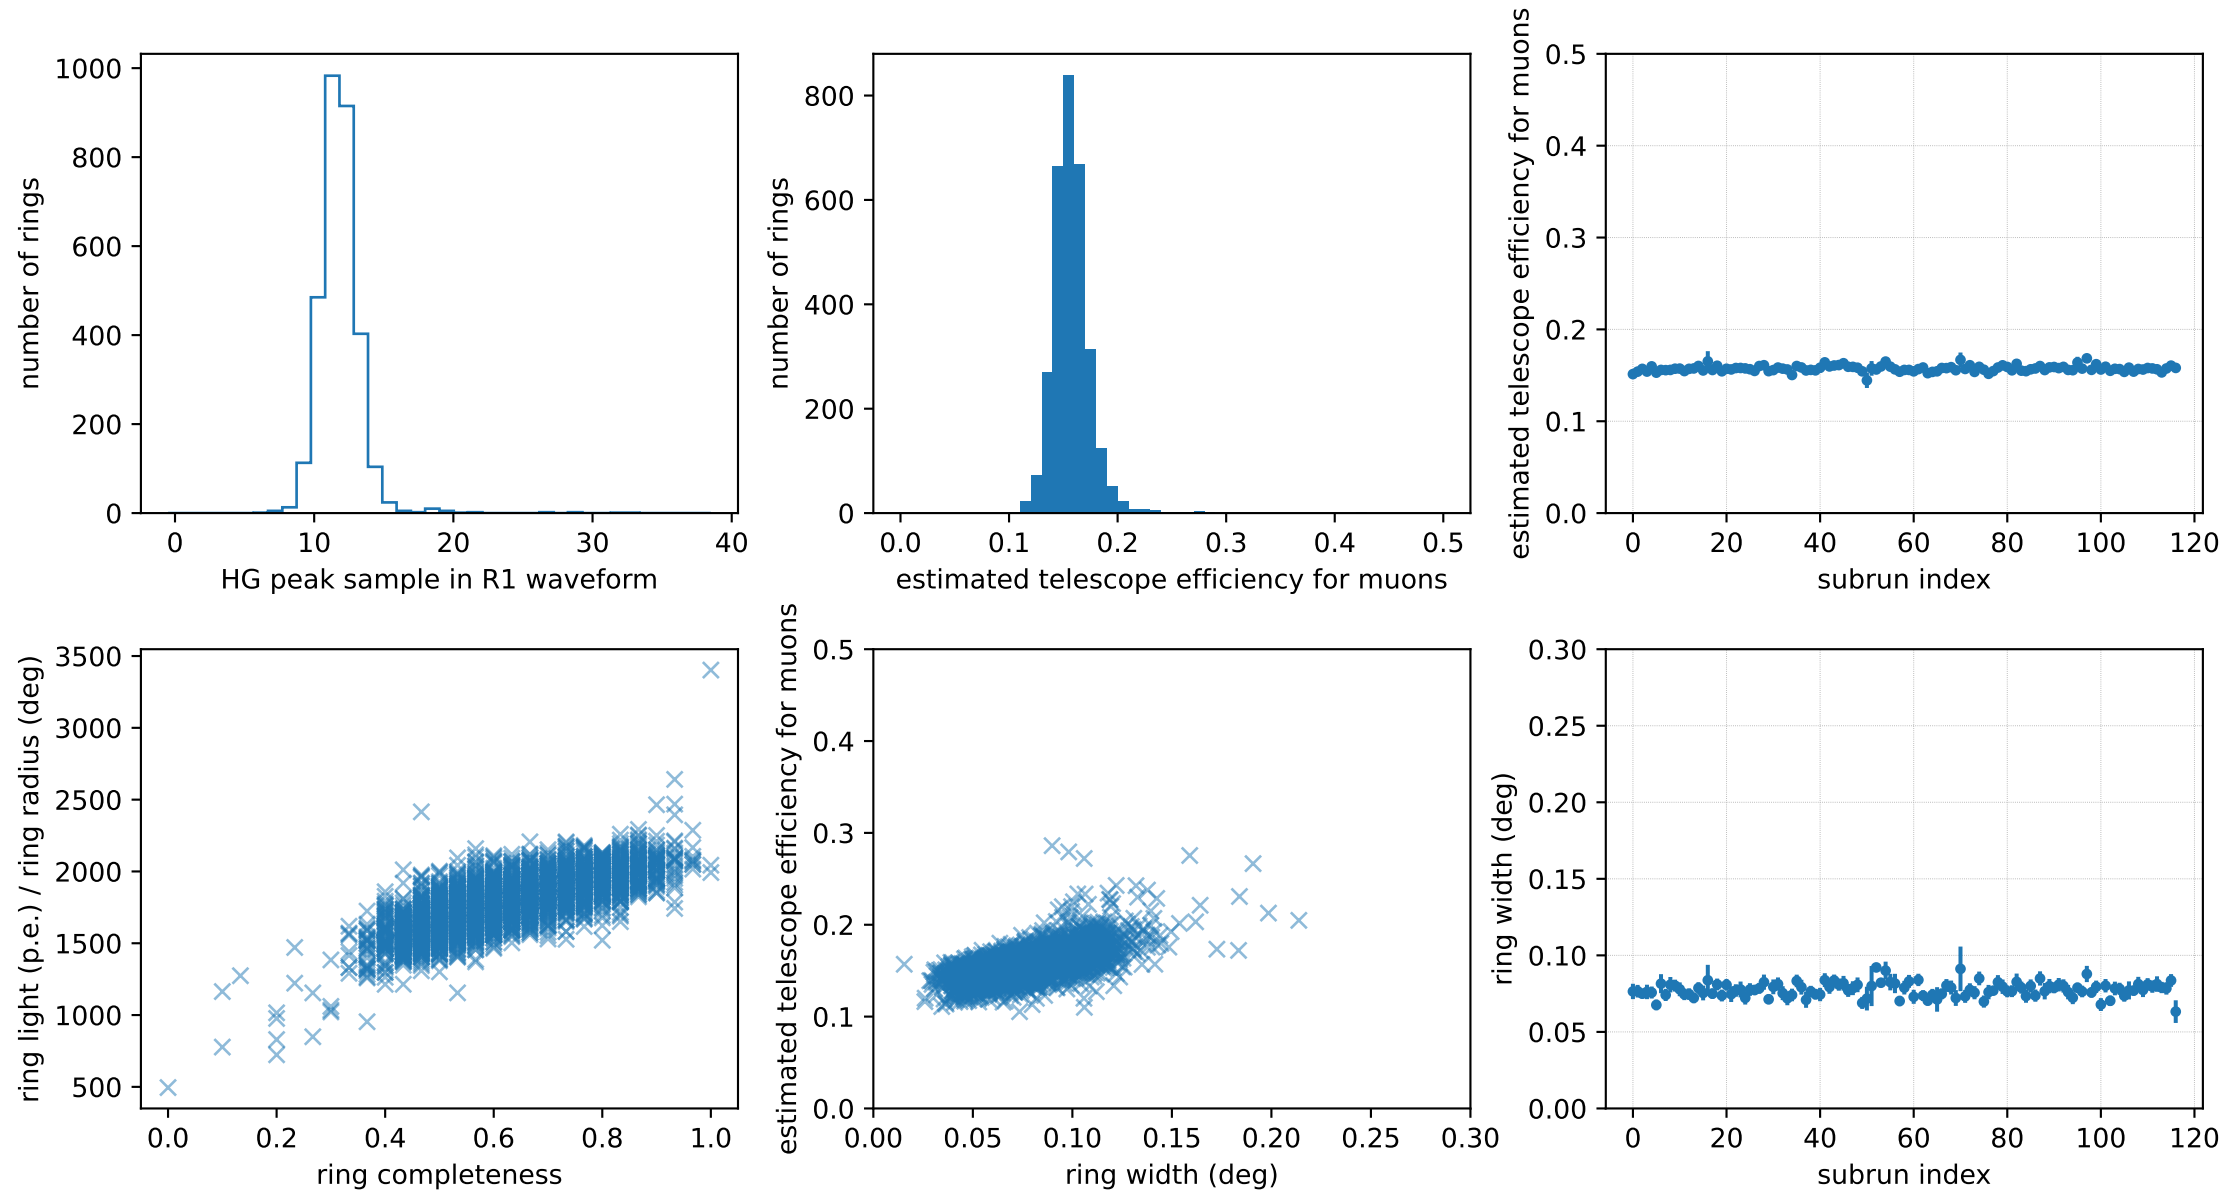 1000
800
600
400
200
0
number of rings
0 10 20 30 40
HG peak sample in R1 waveform
800
600
400
200
0
number of rings
0.0 0.1 0.2 0.3 0.4 0.5
estimated telescope efficiency for muons
0.5
0.4
0.3
0.2
0.1
0.0
estimated telescope efficiency for muons
0 20 40 60 80 100 120
subrun index
3500
3000
2500
2000
1500
1000
500
ring light (p.e.) / ring radius (deg)
0.0 0.2 0.4 0.6 0.8 1.0
ring completeness
0.5
0.4
0.3
0.2
0.1
0.0
estimated telescope efficiency for muons
0.00 0.05 0.10 0.15 0.20 0.25 0.30
ring width (deg)
0.30
0.25
0.20
0.15
0.10
0.05
0.00
ring width (deg)
0 20 40 60 80 100 120
subrun index